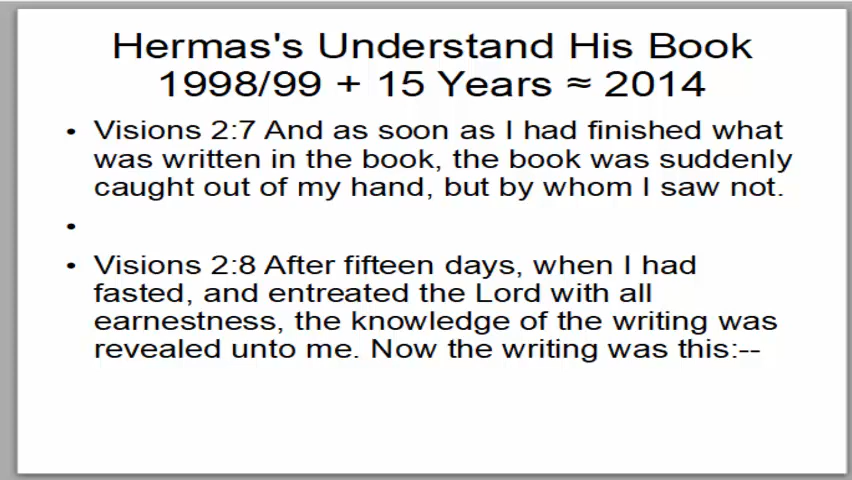 Hermas's Understand His Book
1998/99 + 15 Years ≈ 2014
• Visions 2:7 And as soon as I had finished what
was written in the book, the book was suddenly
caught out of my hand, but by whom I saw not.
•
• Visions 2:8 After fifteen days, when I had
fasted, and entreated the Lord with all
earnestness, the knowledge of the writing was
revealed unto me. Now the writing was this:--